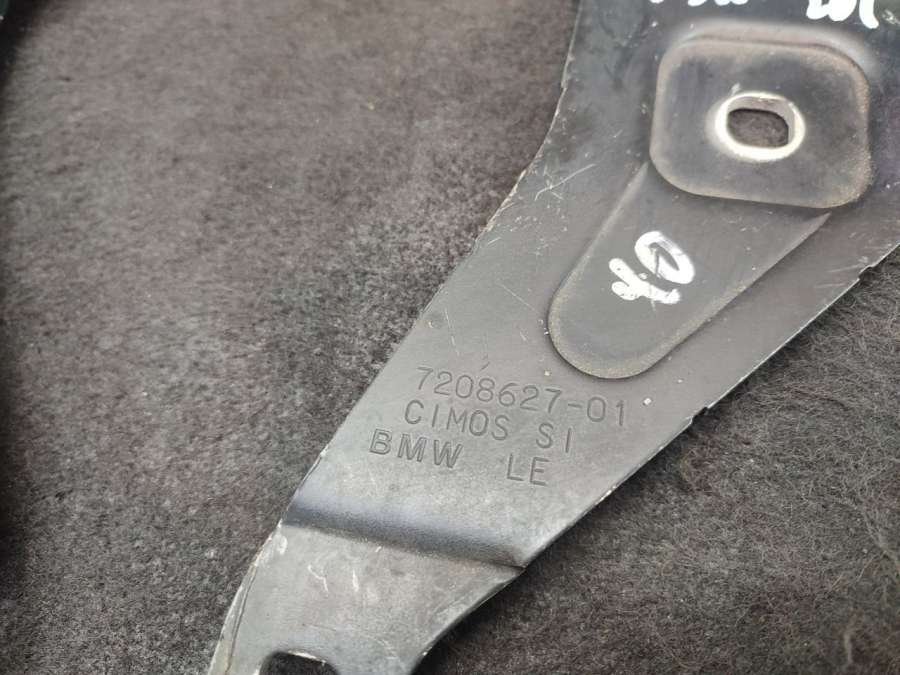 7208627-01
CIMOS SI
BMW LE